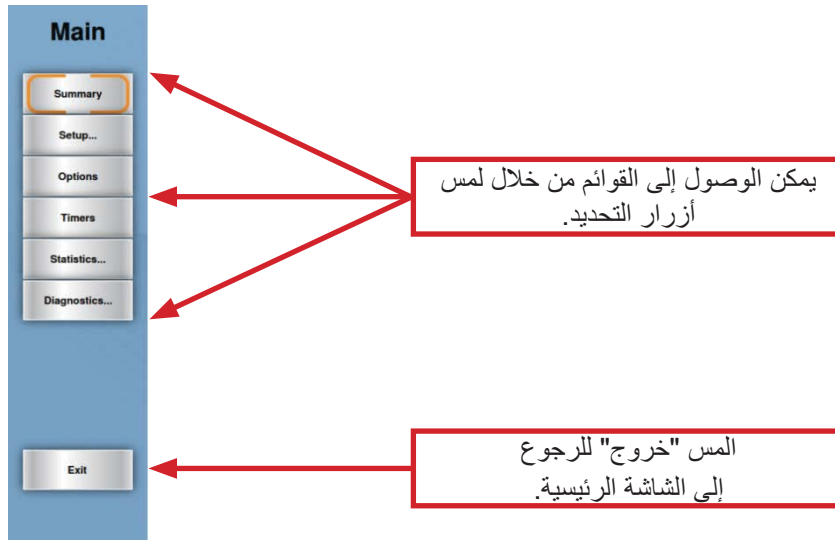 Main
Summary
Setup...
Options
Timers
Statistics...
Diagnostics...
Exit
يمكن الوصول إلى القوائم من خلال لمس
أزرار التحديد.
المس "خروج" للرجوع
إلى الشاشة الرئيسية.